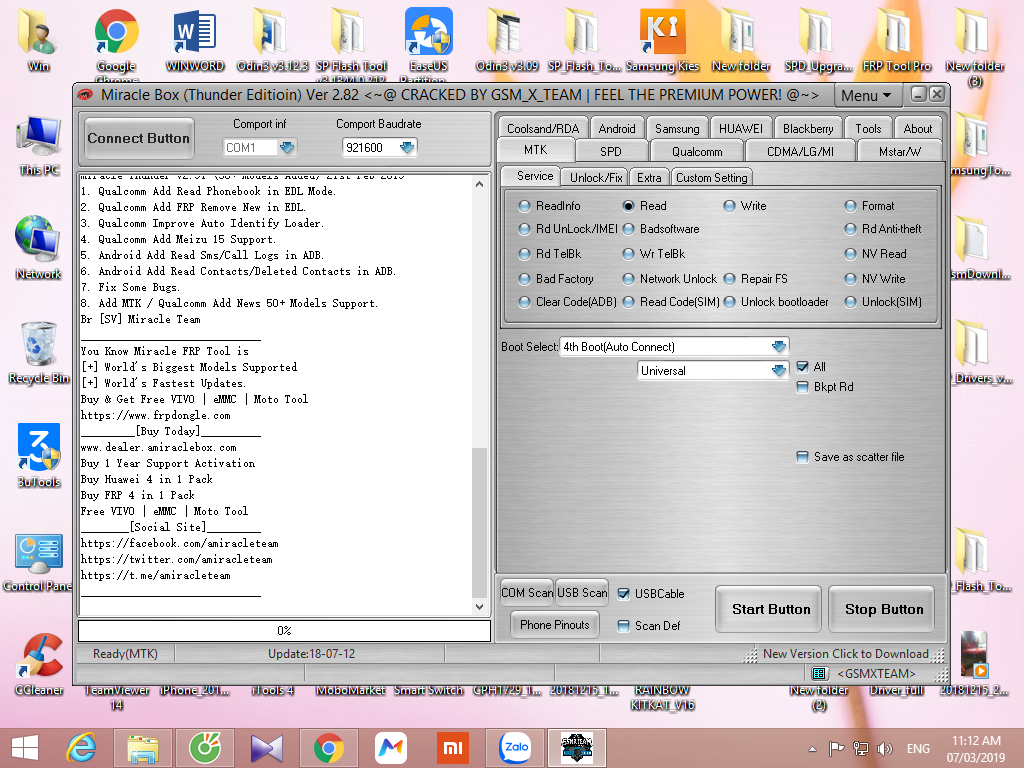 Win
Google
Chrome
WINWORD
Odin3 v3.12.3
SP Flash Tool
EaseUS
Odin3 v3.09
SP_Flash_To...
Samsung Kies
New folder
SPD_Upgra...
FRP Tool Pro
New folder
(3)
Miracle Box (Thunder Editioin) Ver 2.82 <~@ CRACKED BY GSM_X_TEAM | FEEL THE PREMIUM POWER! @~>
Menu
Connect Button
Comport inf
Comport Baudrate
COM1
921600
1. Qualcomm Add Read Phonebook in EDL Mode.
2. Qualcomm Add FRP Remove New in EDL.
3. Qualcomm Improve Auto Identify Loader.
4. Qualcomm Add Meizu 15 Support.
5. Android Add Read Sms/Call Logs in ADB.
6. Android Add Read Contacts/Deleted Contacts in ADB.
7. Fix Some Bugs.
8. Add MTK / Qualcomm Add News 50+ Models Support.
Br [SV] Miracle Team
You Know Miracle FRP Tool is
[+] World's Biggest Models Supported
[+] World's Fastest Updates.
Buy & Get Free VIVO | eMMC | Moto Tool
https://www.frpdongle.com
_________[Buy Today]__________
www.dealer.amiraclebox.com
Buy 1 Year Support Activation
Buy Huawei 4 in 1 Pack
Buy FRP 4 in 1 Pack
Free VIVO | eMMC | Moto Tool
________[Social Site]_________
https://facebook.com/amiracleteam
https://twitter.com/amiracleteam
https://t.me/amiracleteam
0%
Coolsand/RDA
Android
Samsung
HUAWEI
Blackberry
Tools
About
MTK
SPD
Qualcomm
CDMA/LG/MI
Mstar/W
Service
Unlock/Fix
Extra
Custom Setting
ReadInfo
Read
Write
Format
Rd UnLock/IMEI
Badsoftware
Rd Anti-theft
Rd TelBk
Wr TelBk
NV Read
Bad Factory
Network Unlock
Repair FS
NV Write
Clear Code(ADB)
Read Code(SIM)
Unlock bootloader
Unlock(SIM)
Boot Select:
4th Boot(Auto Connect)
Universal
All
Bkpt Rd
Save as scatter file
COM Scan
USB Scan
USBCable
Phone Pinouts
Scan Def
Start Button
Stop Button
Ready(MTK)
Update:18-07-12
New Version Click to Download
<GSMXTEAM>
This PC
Network
Recycle Bin
3uTools
Control Pane
CCleaner
msungTo...
smDownl...
_Drivers_v...
_Flash_To...
TeamViewer
14
iPhone_201...
iTools 4
MoboMarket
Smart Switch
CPH1729_1...
20181215_1...
RAINBOW
KITKAT_V16
New folder
(2)
Driver_full
20181215_2...
mi
Zalo
ENG
11:12 AM
07/03/2019